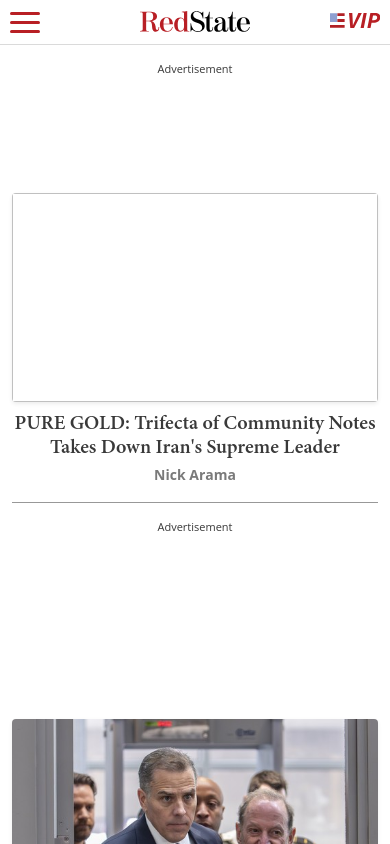 RedState
VIP
Advertisement
PURE GOLD: Trifecta of Community Notes
Takes Down Iran's Supreme Leader
Nick Arama
Advertisement